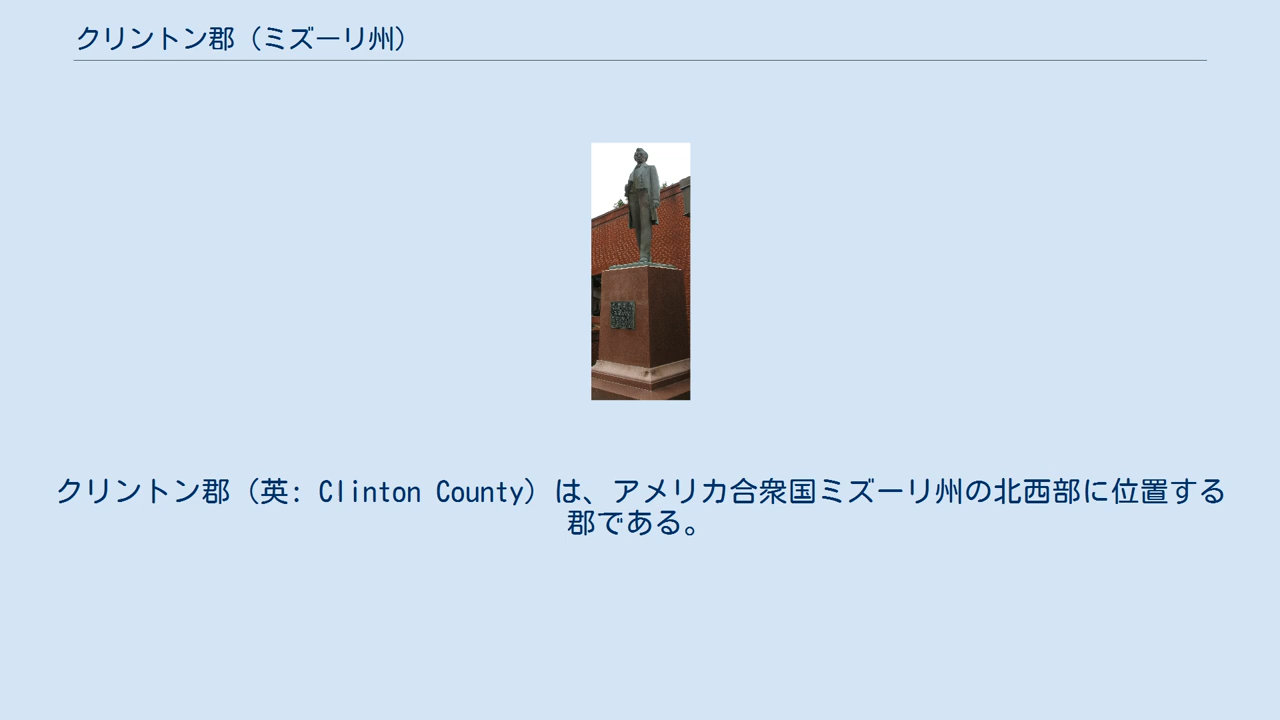 クリントン郡（ミズーリ州）
クリントン郡（英: Clinton County）は、アメリカ合衆国ミズーリ州の北西部に位置する
郡である。